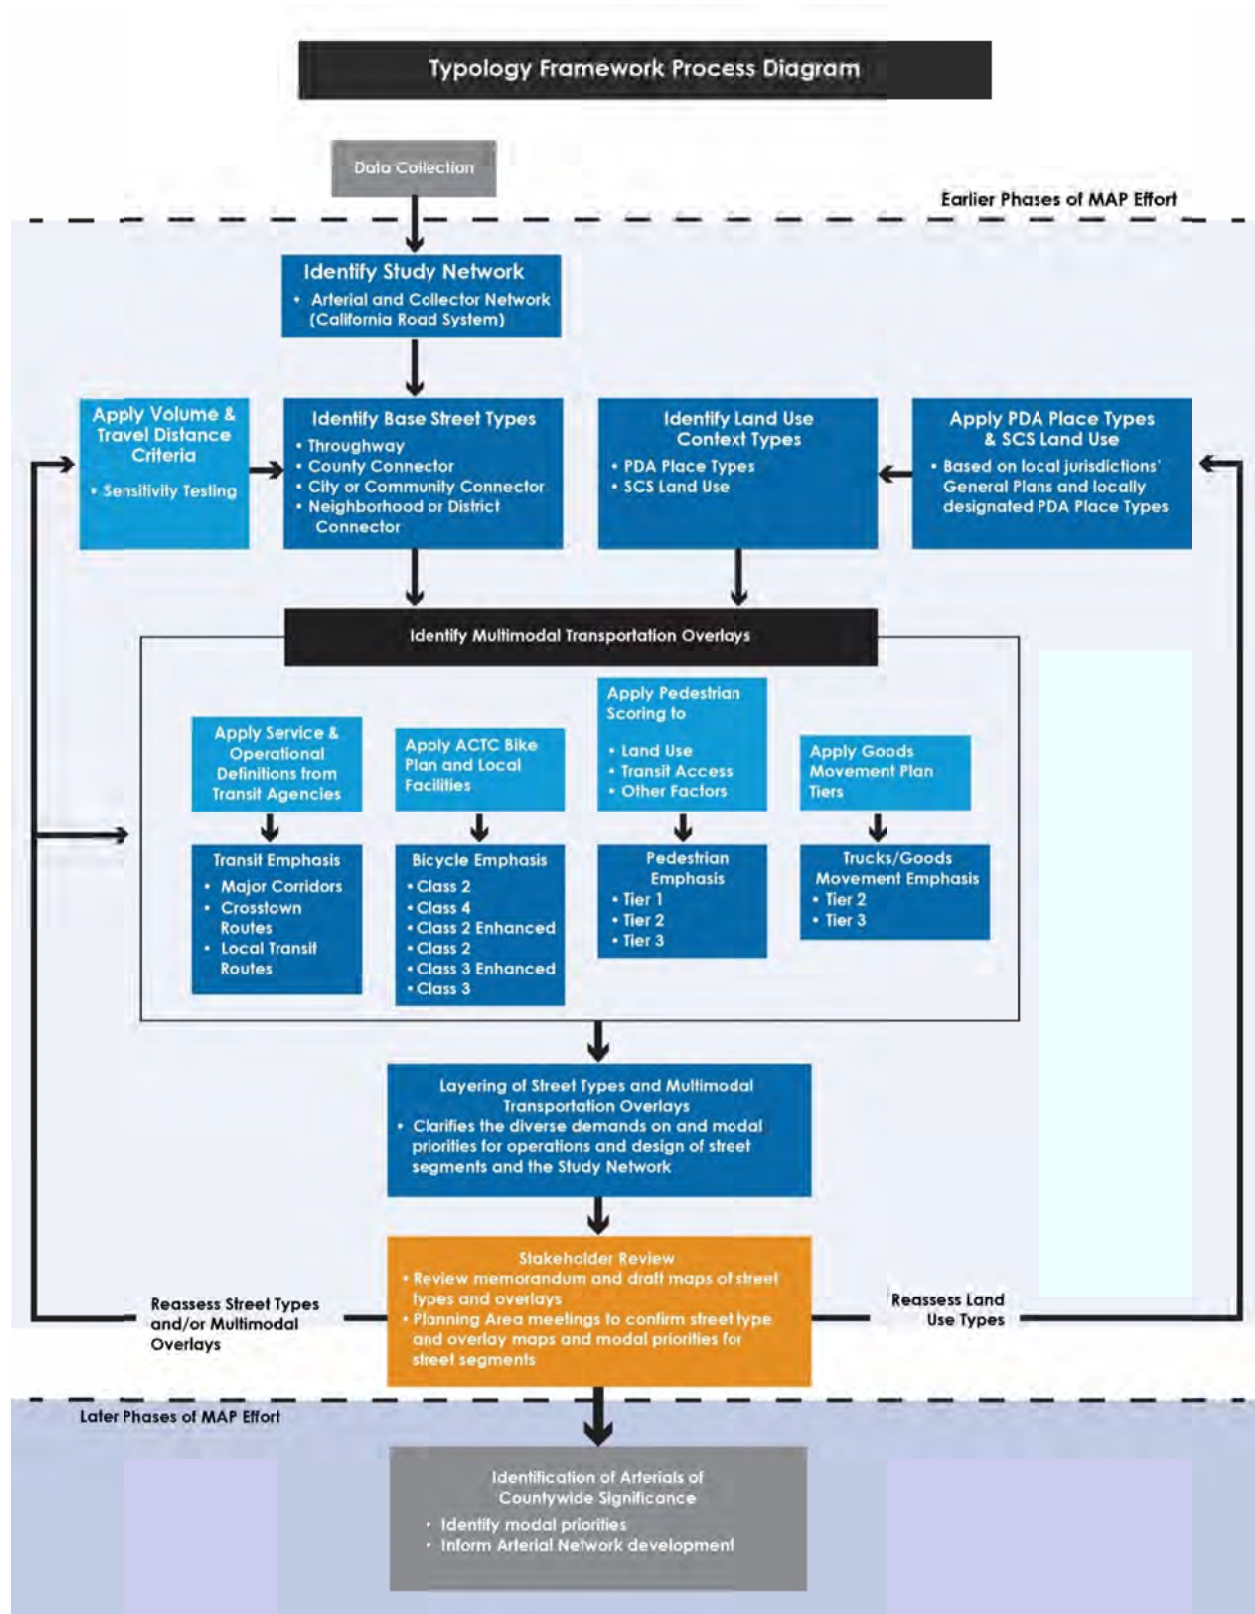 Typology Framework Process Diagram
Data Collection
Earlier Phases of MAP Effort
Identify Study Network
• Arterial and Collector Network
(California Road System)
Apply Volume &
Travel Distance
Criteria
• Sensitivity Testing
Identify Base Street Types
• Throughway
• County Connector
• City or Community Connector
• Neighborhood or District
Connector
Identify Land Use
Context Types
• PDA Place Types
• SCS Land Use
Apply PDA Place Types
& SCS Land Use
• Based on local jurisdictions'
General Plans and locally
designated PDA Place Types
Identify Multimodal Transportation Overlays
Apply Service &
Operational
Definitions from
Transit Agencies
Apply ACTC Bike
Plan and Local
Facilities
Apply Pedestrian
Scoring to
• Land Use
• Transit Access
• Other Factors
Apply Goods
Movement Plan
Tiers
Transit Emphasis
• Major Corridors
• Crosstown
Routes
• Local Transit
Routes
Bicycle Emphasis
• Class 2
• Class 4
• Class 2 Enhanced
• Class 2
• Class 3 Enhanced
• Class 3
Pedestrian
Emphasis
• Tier 1
• Tier 2
• Tier 3
Trucks/Goods
Movement Emphasis
• Tier 2
• Tier 3
Layering of Street Types and Multimodal
Transportation Overlays
• Clarifies the diverse demands on and modal
priorities for operations and design of street
segments and the Study Network
Stakeholder Review
• Review memorandum and draft maps of street
types and overlays
• Planning Area meetings to confirm street type
and overlay maps and modal priorities for
street segments
Reassess Street Types
and/or Multimodal
Overlays
Reassess Land
Use Types
Later Phases of MAP Effort
Identification of Arterials of
Countywide Significance
• Identify modal priorities
• Inform Arterial Network development